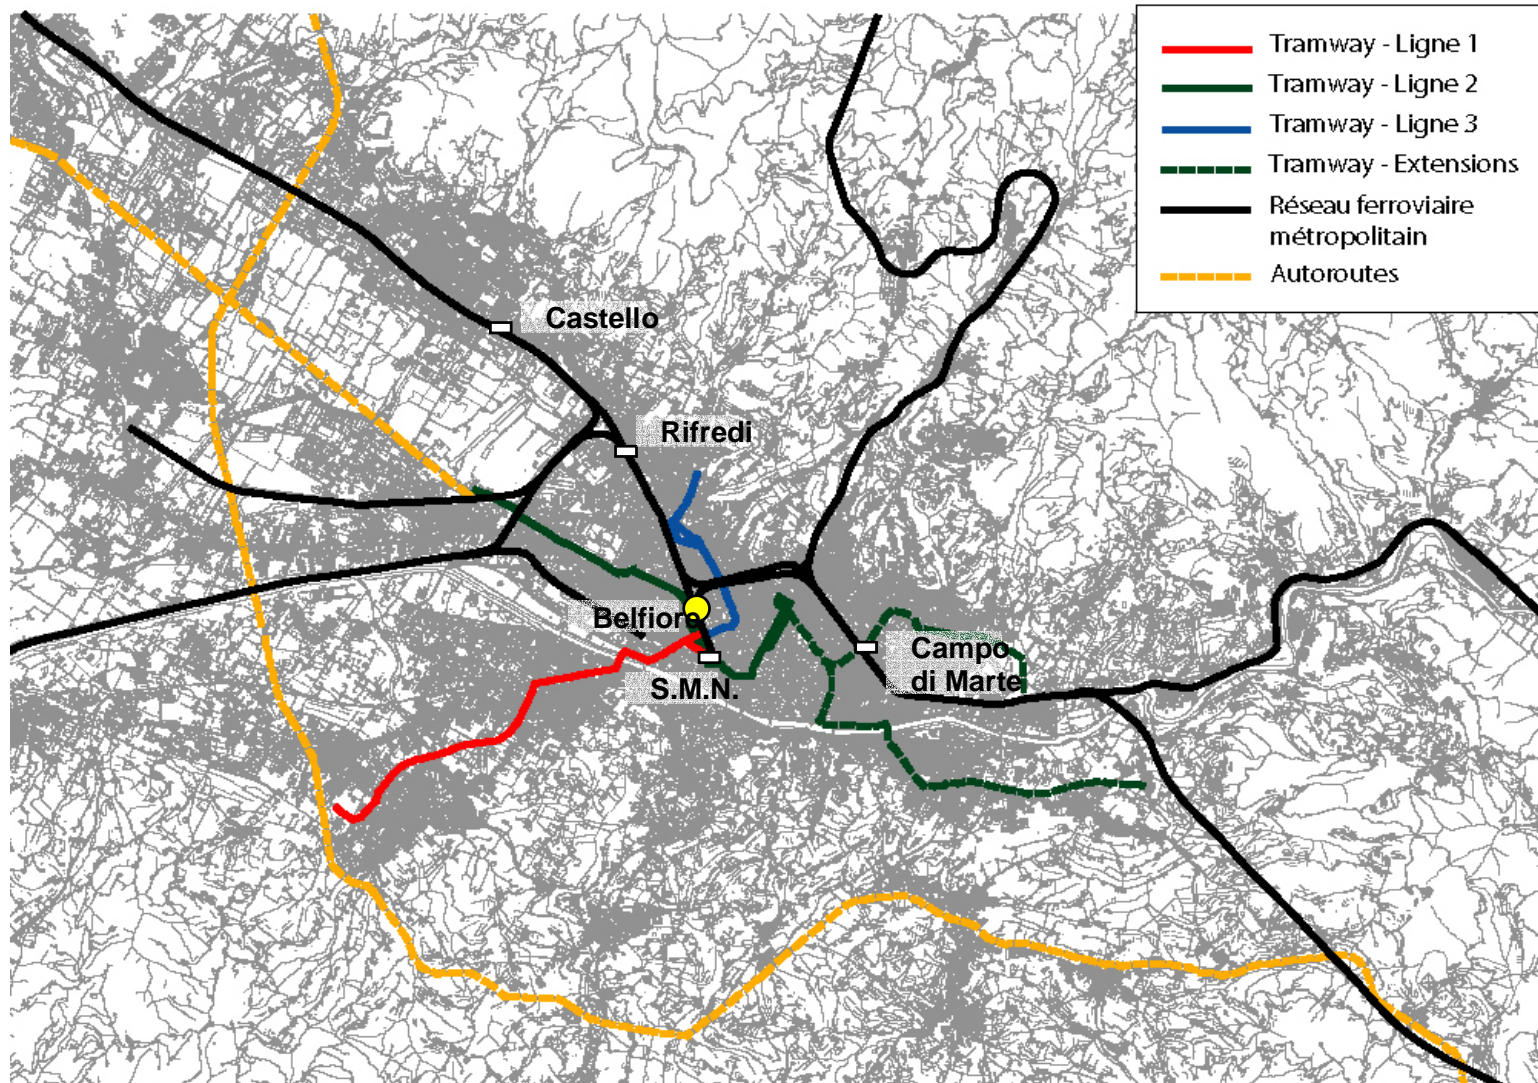 Tramway - Ligne 1
Tramway - Ligne 2
Tramway - Ligne 3
Tramway - Extensions
Réseau ferroviaire
métropolitain
Autoroutes
Castello
Rifredi
Belfiore
Campo
di Marte
S.M.N.